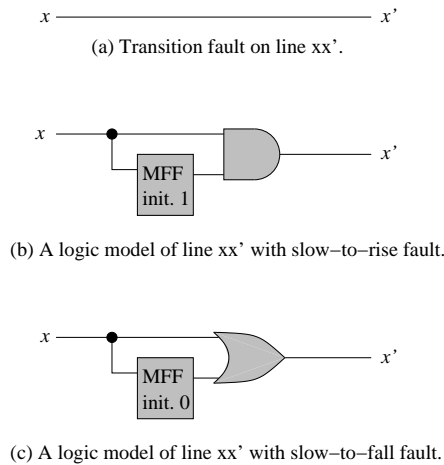 x x'
(a) Transition fault on line xx'.
x x'
MFF
init. 1
(b) A logic model of line xx' with slow−to−rise fault.
x x'
MFF
init. 0
(c) A logic model of line xx' with slow−to−fall fault.